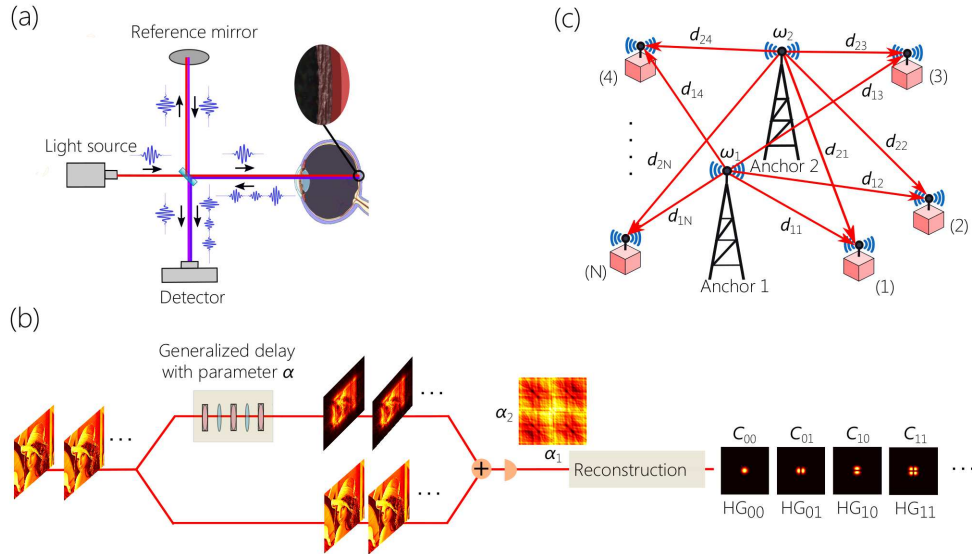 (a)
Reference mirror
Light source
Detector
(c)
ω2
d24
d23
(4)
(3)
d14
d13
d2N
d21
d22
ω1
Anchor 2
d12
d1N
d11
(2)
(N)
(1)
Anchor 1
(b)
Generalized delay
with parameter α
α2
α1
Reconstruction
C00 C01 C10 C11
HG00 HG01 HG10 HG11